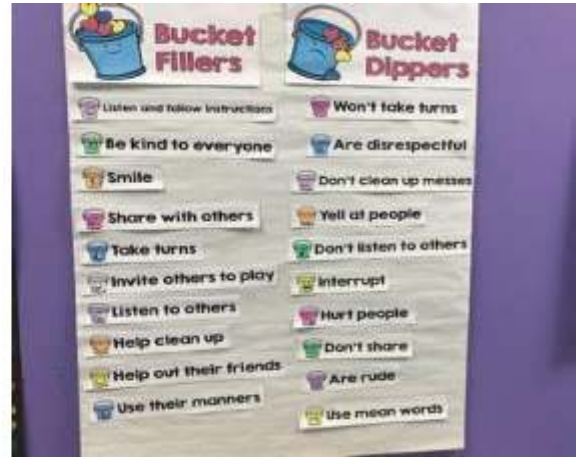 Bucket
Fillers
Listen and follow instructions
Be kind to everyone
Smile
Share with others
Take turns
Invite others to play
Listen to others
Help clean up
Help out their friends
Use their manners
Bucket
Dippers
Won't take turns
Are disrespectful
Don't clean up messes
Yell at people
Don't listen to others
Interrupt
Hurt people
Don't share
Are rude
Use mean words